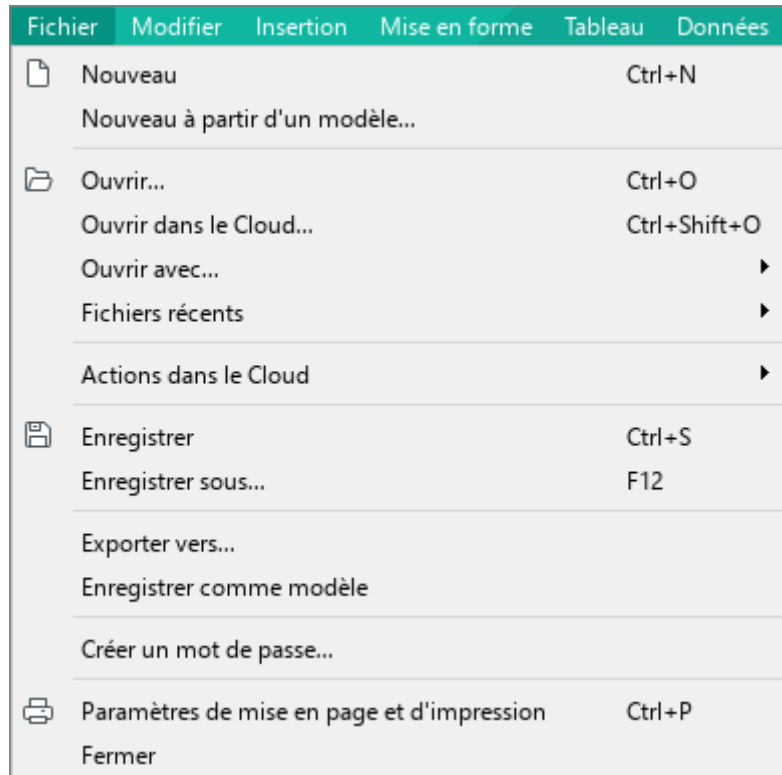 Fichier Modifier Insertion Mise en forme Tableau Données
Nouveau Ctrl+N
Nouveau à partir d'un modèle...
Ouvrir... Ctrl+O
Ouvrir dans le Cloud... Ctrl+Shift+O
Ouvrir avec...
Fichiers récents
Actions dans le Cloud
Enregistrer Ctrl+S
Enregistrer sous... F12
Exporter vers...
Enregistrer comme modèle
Créer un mot de passe...
Paramètres de mise en page et d'impression Ctrl+P
Fermer